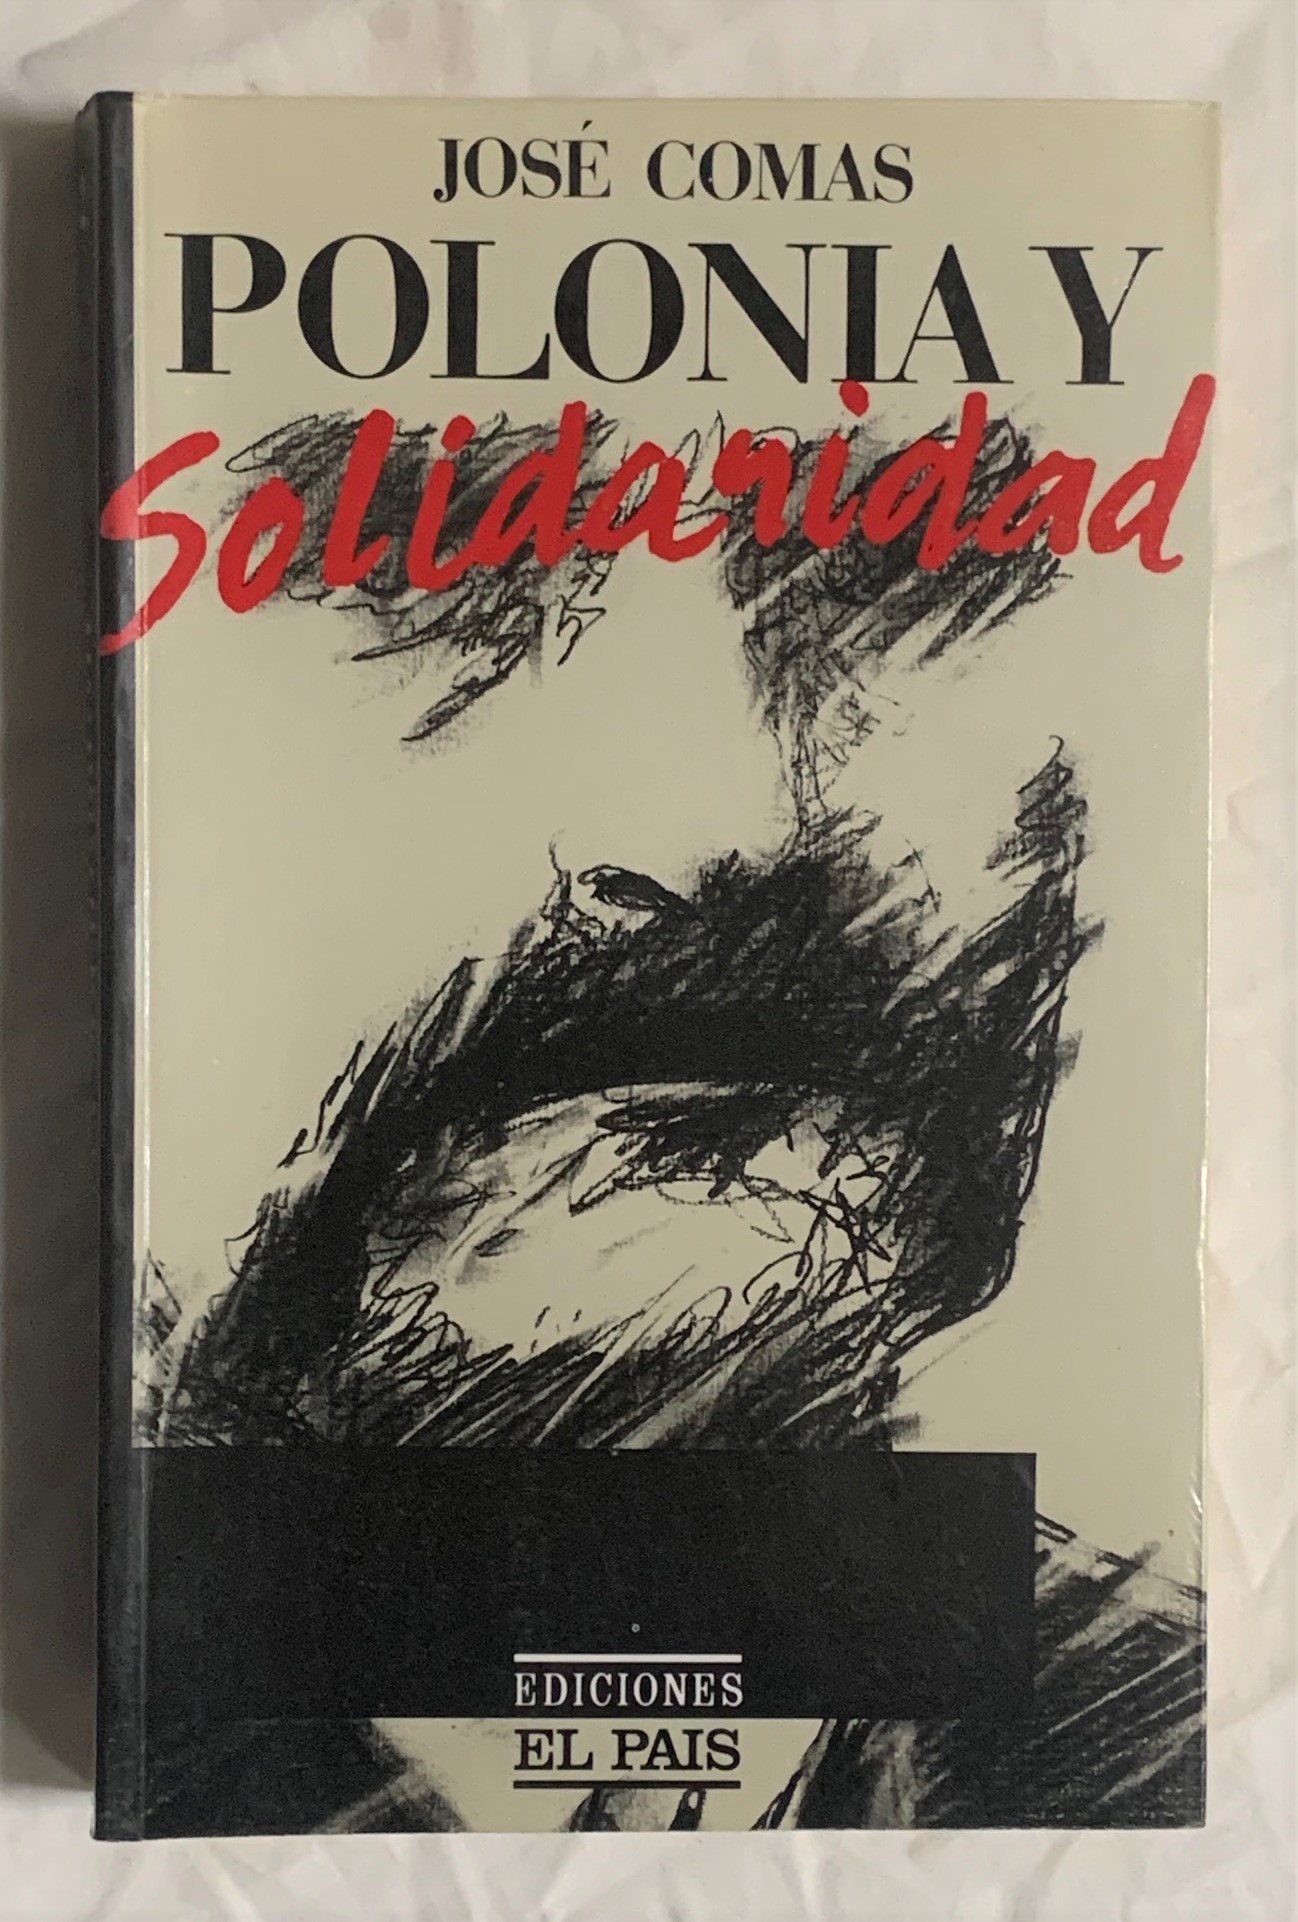 JOSÉ COMAS
POLONIA Y
Solidaridad
EDICIONES
EL PAIS